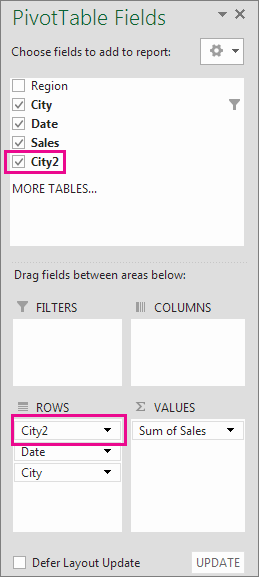 PivotTable Fields
Choose fields to add to report:
Region
City
Date
Sales
City2
MORE TABLES...
Drag fields between areas below:
FILTERS
COLUMNS
ROWS
Σ VALUES
City2
Sum of Sales
Date
City
Defer Layout Update
UPDATE